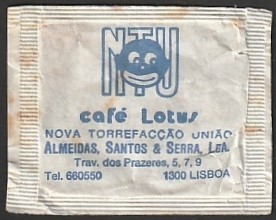 NTU
café Lotus
NOVA TORREFACÇÃO UNIÃO
ALMEIDAS, SANTOS & SERRA, LDA.
Trav. dos Prazeres, 5, 7, 9
Tel. 660550 1300 LISBOA